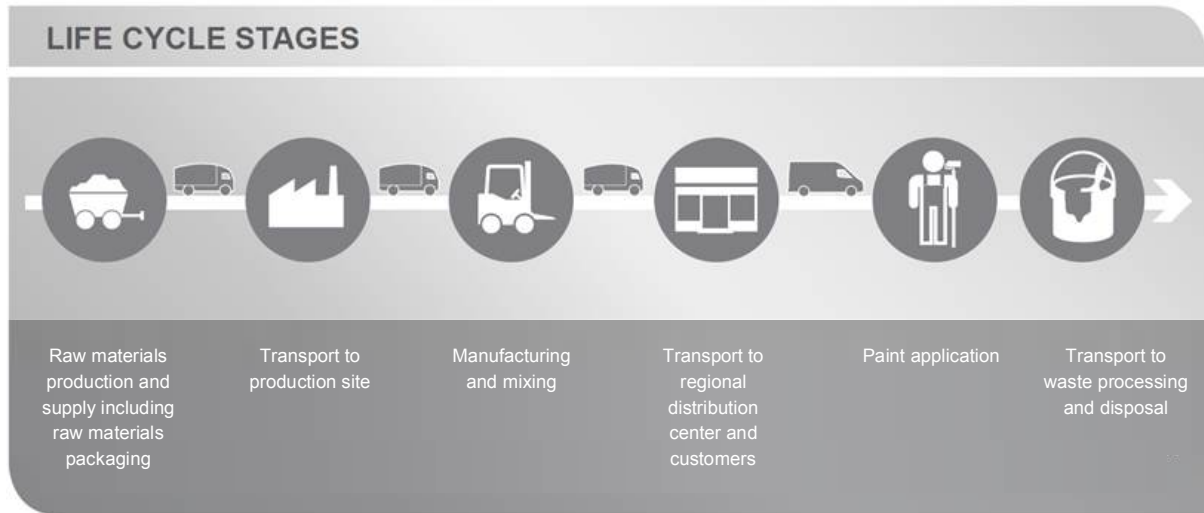 LIFE CYCLE STAGES
Raw materials
production and
supply including
raw materials
packaging
Transport to
production site
Manufacturing
and mixing
Transport to
regional
distribution
center and
customers
Paint application
Transport to
waste processing
and disposal